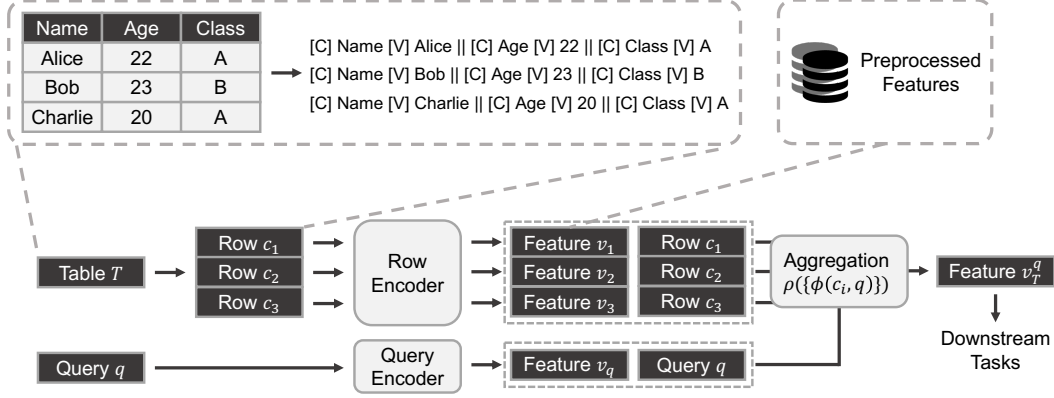 Name Age Class
Alice 22 A
Bob 23 B
Charlie 20 A
[C] Name [V] Alice || [C] Age [V] 22 || [C] Class [V] A
[C] Name [V] Bob || [C] Age [V] 23 || [C] Class [V] B
[C] Name [V] Charlie || [C] Age [V] 20 || [C] Class [V] A
Preprocessed
Features
Table T
Row c₁
Row c₂
Row c₃
Row
Encoder
Feature v₁
Feature v₂
Feature v₃
Row c₁
Row c₂
Row c₃
Aggregation
ρ({ϕ(cᵢ, q)})
Feature v_T^q
Downstream
Tasks
Query q
Query
Encoder
Feature v_q
Query q